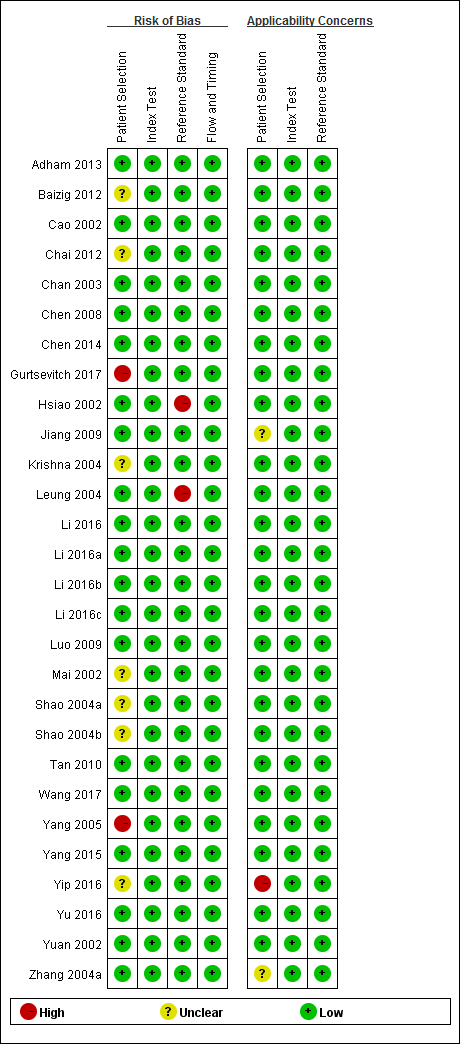 Risk of Bias Applicability Concerns
Patient Selection
Index Test
Reference Standard
Flow and Timing
Patient Selection
Index Test
Reference Standard
Adham 2013 + + + + + + +
Baizig 2012 ? + + + + + +
Cao 2002 + + + + + + +
Chai 2012 ? + + + + + +
Chan 2003 + + + + + + +
Chen 2008 + + + + + + +
Chen 2014 + + + + + + +
Gurtsevitch 2017 + + + + + +
Hsiao 2002 + + + + + +
Jiang 2009 + + + + ? + +
Krishna 2004 ? + + + + + +
Leung 2004 + + + + + +
Li 2016 + + + + + + +
Li 2016a + + + + + + +
Li 2016b + + + + + + +
Li 2016c + + + + + + +
Luo 2009 + + + + + + +
Mai 2002 ? + + + + + +
Shao 2004a ? + + + + + +
Shao 2004b ? + + + + + +
Tan 2010 + + + + + + +
Wang 2017 + + + + + + +
Yang 2005 + + + + + +
Yang 2015 + + + + + + +
Yip 2016 ? + + + + +
Yu 2016 + + + + + + +
Yuan 2002 + + + + + + +
Zhang 2004a + + + + ? + +
High ? Unclear + Low